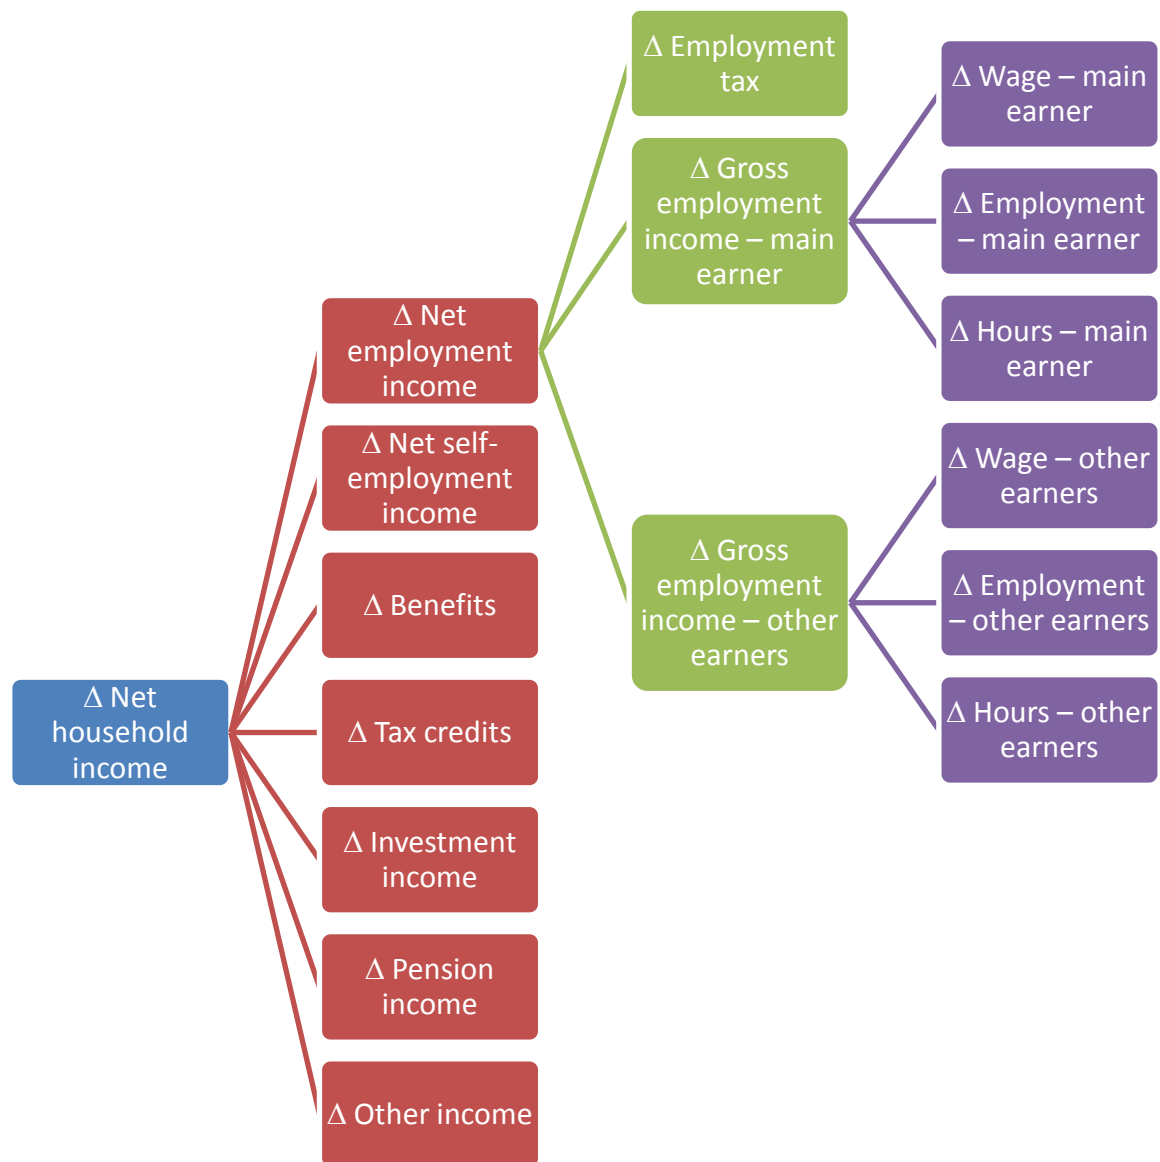 Δ Net
household
income
Δ Net
employment
income
Δ Net self-
employment
income
Δ Benefits
Δ Tax credits
Δ Investment
income
Δ Pension
income
Δ Other income
Δ Employment
tax
Δ Gross
employment
income – main
earner
Δ Gross
employment
income – other
earners
Δ Wage – main
earner
Δ Employment
– main earner
Δ Hours – main
earner
Δ Wage – other
earners
Δ Employment
– other earners
Δ Hours – other
earners